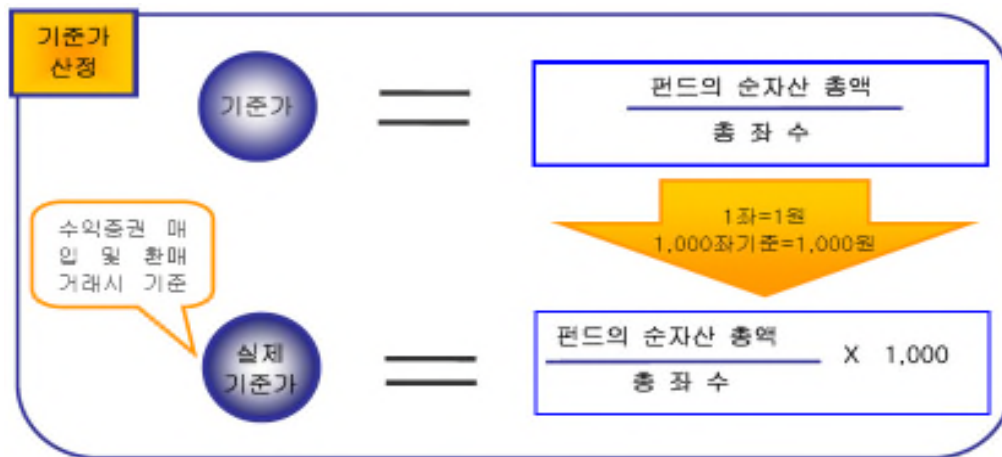 기준가
산정
기준가
펀드의 순자산 총액
총 좌 수
1좌=1원
1,000좌기준=1,000원
수익증권 매
입 및 환매
거래시 기준
실제
기준가
펀드의 순자산 총액
총 좌 수
X 1,000